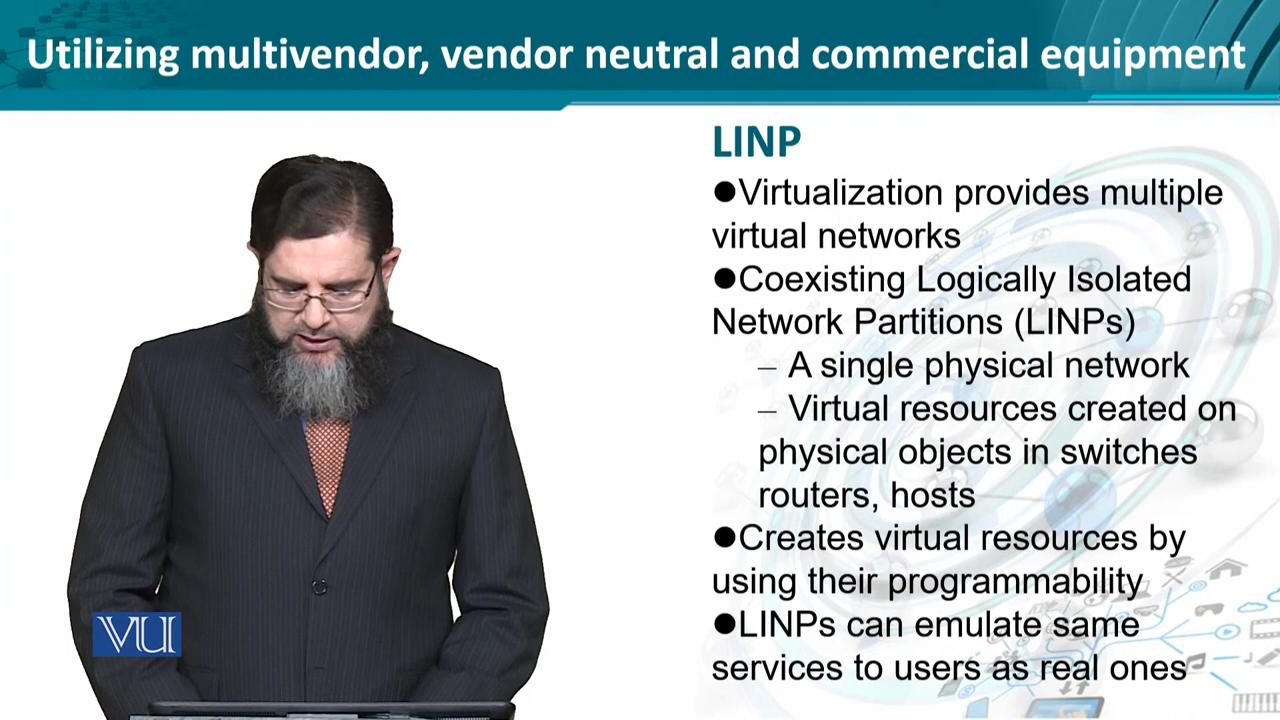 Utilizing multivendor, vendor neutral and commercial equipment
LINP
●Virtualization provides multiple
virtual networks
●Coexisting Logically Isolated
Network Partitions (LINPs)
– A single physical network
– Virtual resources created on
physical objects in switches
routers, hosts
●Creates virtual resources by
using their programmability
●LINPs can emulate same
services to users as real ones
VU